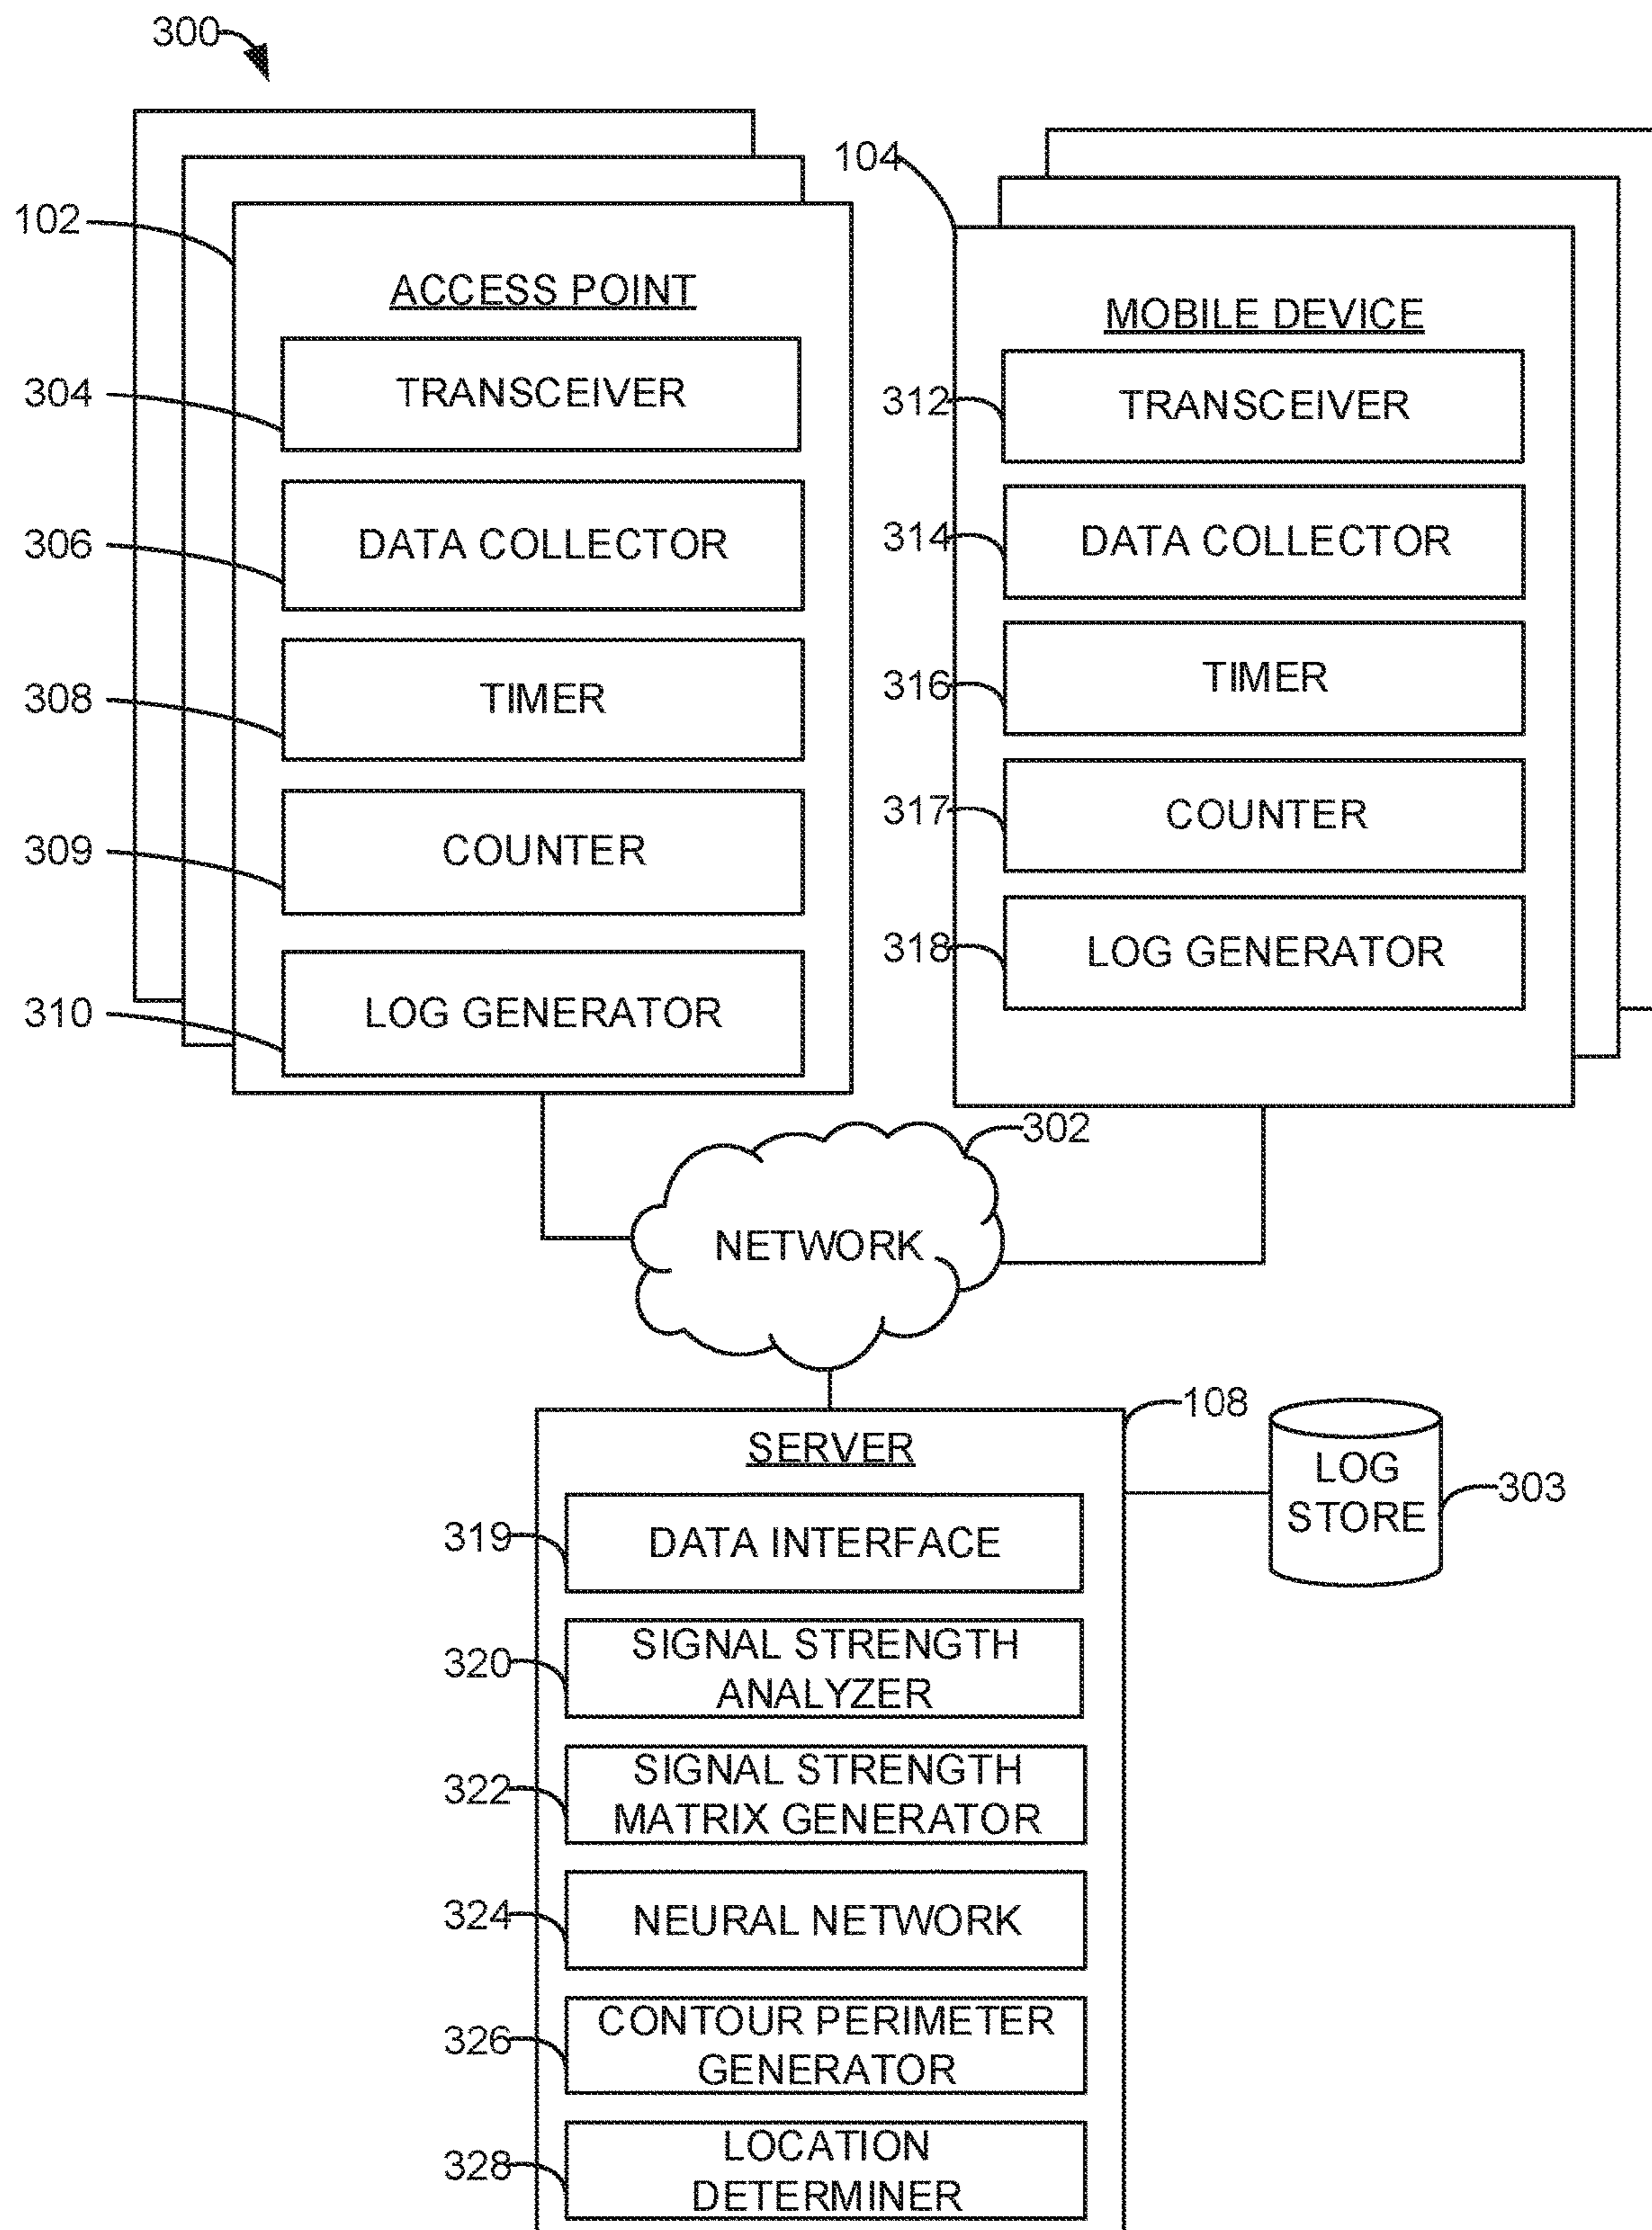 300
102
ACCESS POINT
304
TRANSCEIVER
306
DATA COLLECTOR
308
TIMER
309
COUNTER
310
LOG GENERATOR
104
MOBILE DEVICE
312
TRANSCEIVER
314
DATA COLLECTOR
316
TIMER
317
COUNTER
318
LOG GENERATOR
302
NETWORK
108
SERVER
319
DATA INTERFACE
320
SIGNAL STRENGTH
ANALYZER
322
SIGNAL STRENGTH
MATRIX GENERATOR
324
NEURAL NETWORK
326
CONTOUR PERIMETER
GENERATOR
328
LOCATION
DETERMINER
LOG
STORE
303